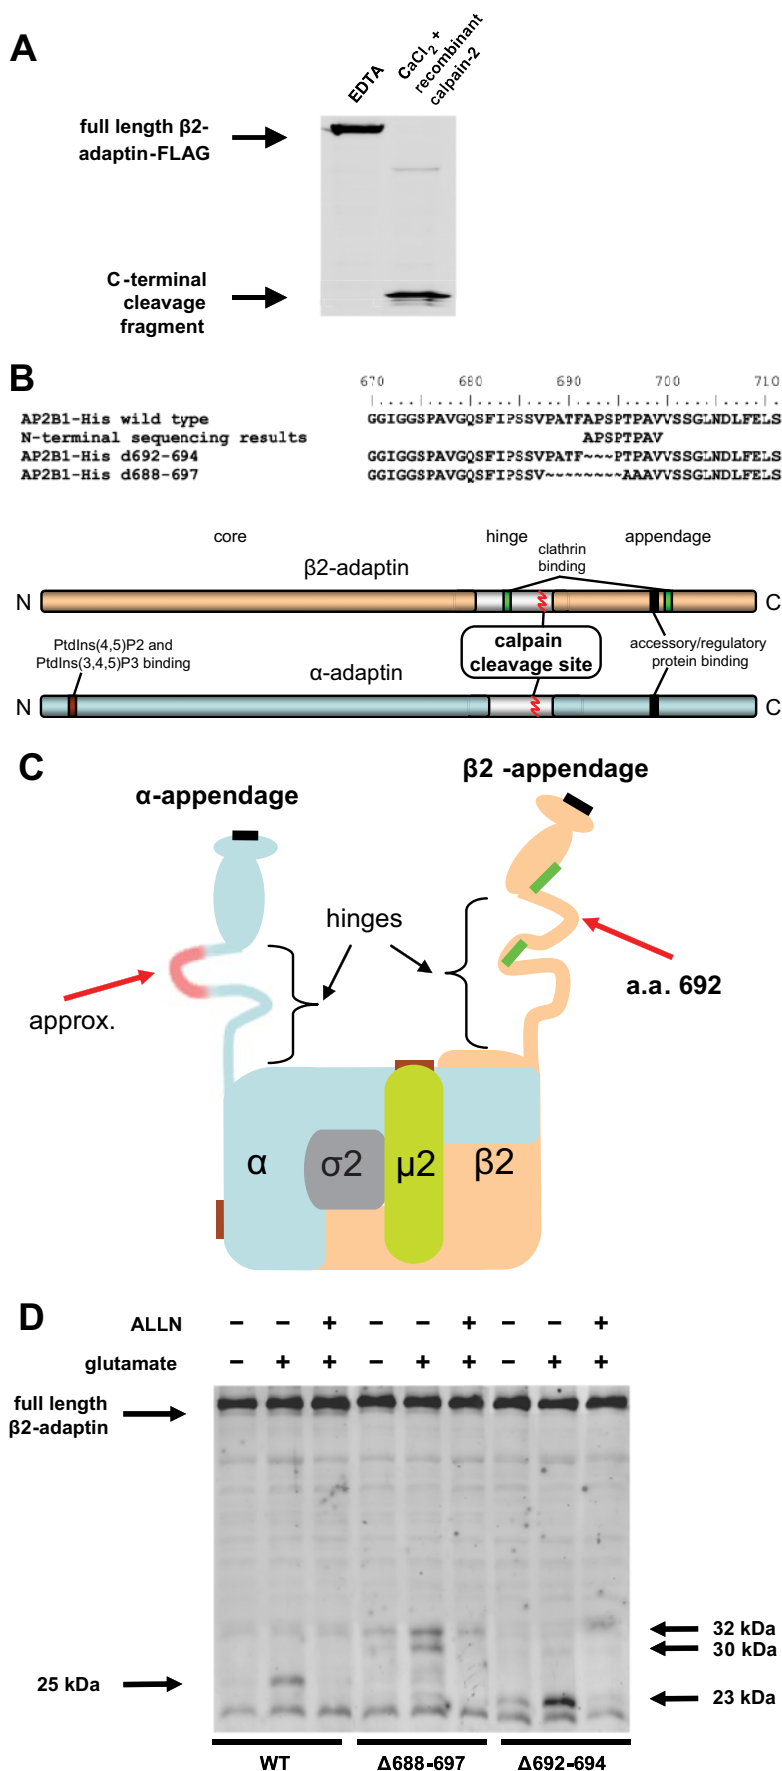 A
EDTA
CaCl2 +
recombinant
calpain-2
full length β2-
adaptin-FLAG
C-terminal
cleavage
fragment
B
670 680 690 700 710
AP2B1-His wild type GGIGGSPAVGQSFIPSSVPATFAPSPTPAVVSSGLNDLFELS
N-terminal sequencing results APSPTPAV
AP2B1-His d692-694 GGIGGSPAVGQSFIPSSVPATF~~~PTPAVVSSGLNDLFELS
AP2B1-His d688-697 GGIGGSPAVGQSFIPSSV~~~~~~~~AAAVVSSGLNDLFELS
core hinge appendage
clathrin
binding
β2-adaptin
N C
PtdIns(4,5)P2 and
PtdIns(3,4,5)P3 binding
calpain
cleavage site
accessory/regulatory
protein binding
α-adaptin
N C
C
α-appendage
β2 -appendage
hinges
approx.
a.a. 692
α σ2 μ2 β2
D
ALLN - - + - - + - - +
glutamate - + + - + + - + +
full length
β2-adaptin
32 kDa
30 kDa
25 kDa
23 kDa
WT Δ688-697 Δ692-694